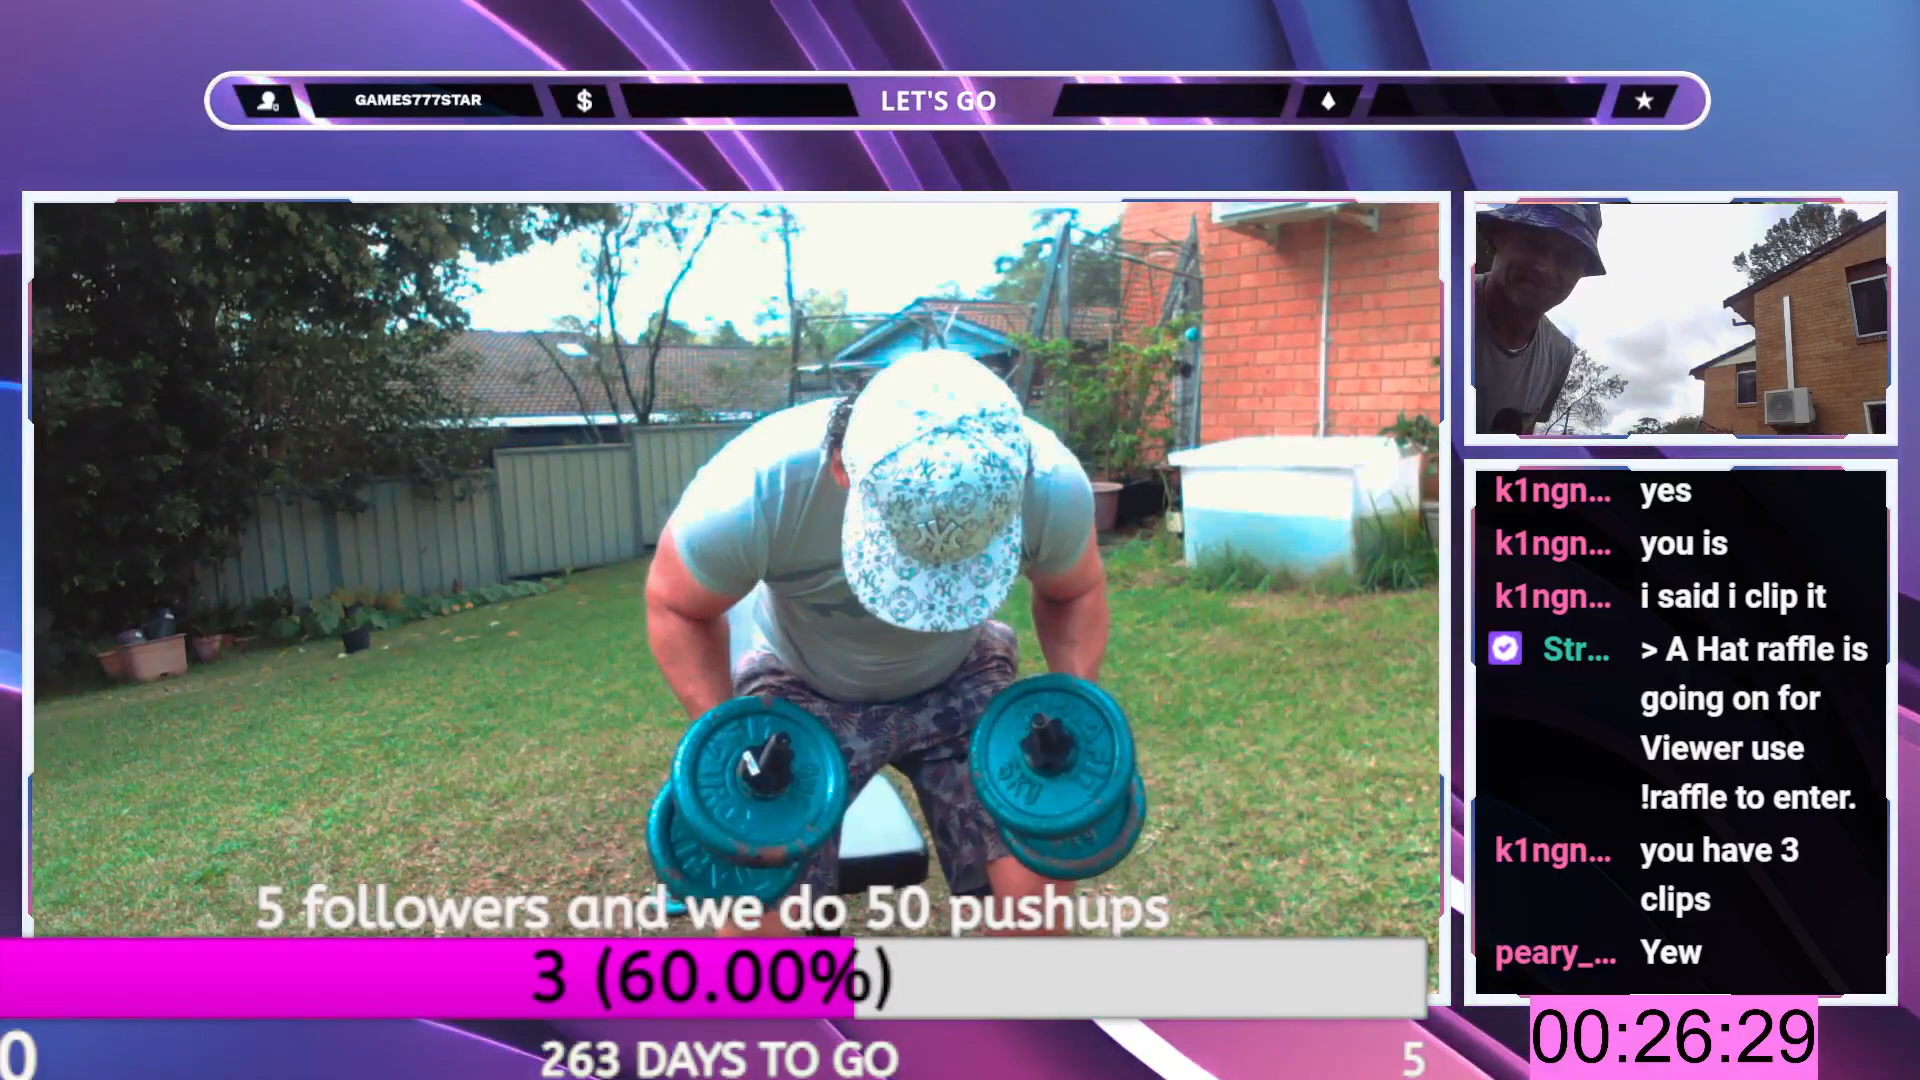 GAMES777STAR
$
LET'S GO
k1ngn... yes
k1ngn... you is
k1ngn... i said i clip it
Str... > A Hat raffle is
going on for
Viewer use
!raffle to enter.
k1ngn... you have 3
clips
peary_... Yew
NY
5KG
5 followers and we do 50 pushups
3 (60.00%)
0
263 DAYS TO GO
5
00:26:29